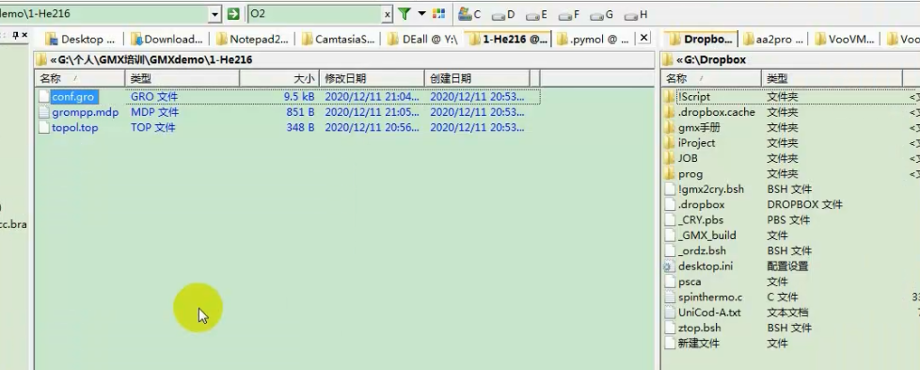 demo\1-He216 O2 x C D E F G H
Desktop ... Download... Notepad2... CamtasiaS... DEall @ Y:\ 1-He216 @... .pymol @ ... Dropbo... aa2pro ... VooVM... Voo
«G:\个人\GMX培训\GMXdemo\1-He216
名称 类型 大小 修改日期 创建日期
conf.gro GRO 文件 9.5 kB 2020/12/11 21:04... 2020/12/11 20:53...
grompp.mdp MDP 文件 851 B 2020/12/11 21:05... 2020/12/11 20:53...
topol.top TOP 文件 348 B 2020/12/11 20:56... 2020/12/11 20:53...
cc.bra
«G:\Dropbox
名称 类型
!Script 文件夹
.dropbox.cache 文件夹
gmx手册 文件夹
iProject 文件夹
JOB 文件夹
prog 文件夹
!gmx2cry.bsh BSH 文件
.dropbox DROPBOX 文件
_CRY.pbs PBS 文件
_GMX_build 文件
_ordz.bsh BSH 文件
desktop.ini 配置设置
psca 文件
spinthermo.c C 文件 33
UniCod-A.txt 文本文档
ztop.bsh BSH 文件
新建文件 文件